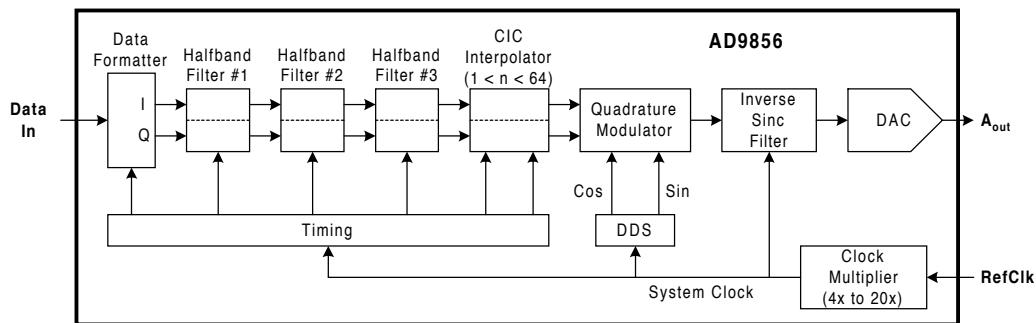 AD9856
Data
Formatter
Halfband
Filter #1
Halfband
Filter #2
Halfband
Filter #3
CIC
Interpolator
(1 < n < 64)
Data
In
I
Q
Quadrature
Modulator
Inverse
Sinc
Filter
DAC
Aout
Cos
Sin
Timing
DDS
System Clock
Clock
Multiplier
(4x to 20x)
RefClk